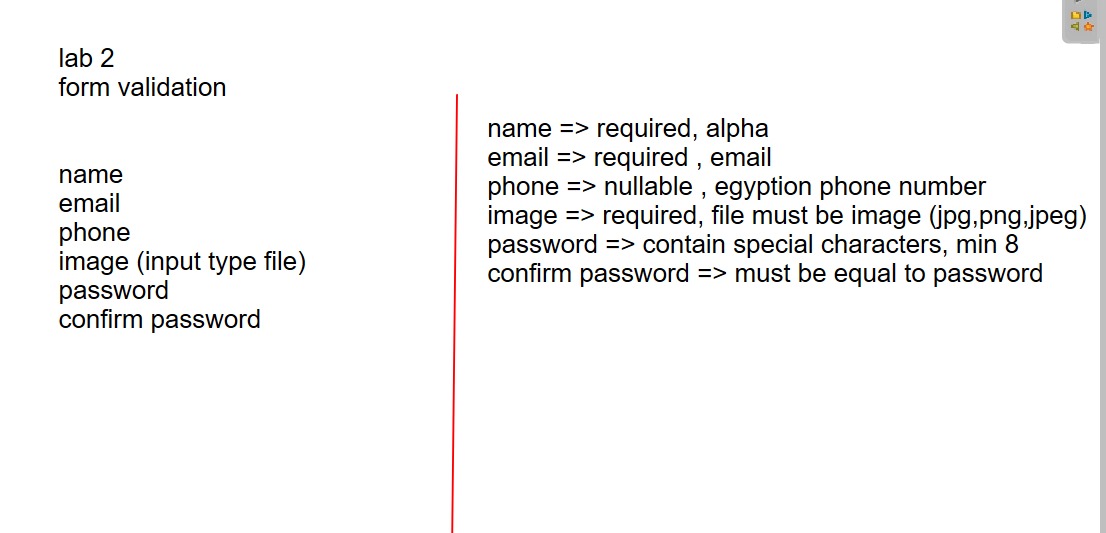 lab 2
form validation
name
email
phone
image (input type file)
password
confirm password
name => required, alpha
email => required , email
phone => nullable , egyption phone number
image => required, file must be image (jpg,png,jpeg)
password => contain special characters, min 8
confirm password => must be equal to password